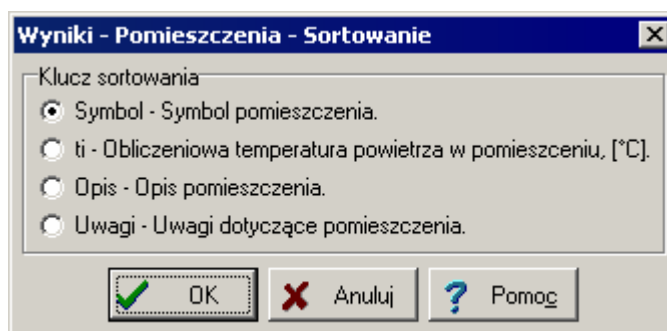 Wyniki - Pomieszczenia - Sortowanie
Klucz sortowania
Symbol - Symbol pomieszczenia.
ti - Obliczeniowa temperatura powietrza w pomieszceniu, [°C].
Opis - Opis pomieszczenia.
Uwagi - Uwagi dotyczące pomieszczenia.
OK Anuluj Pomoc